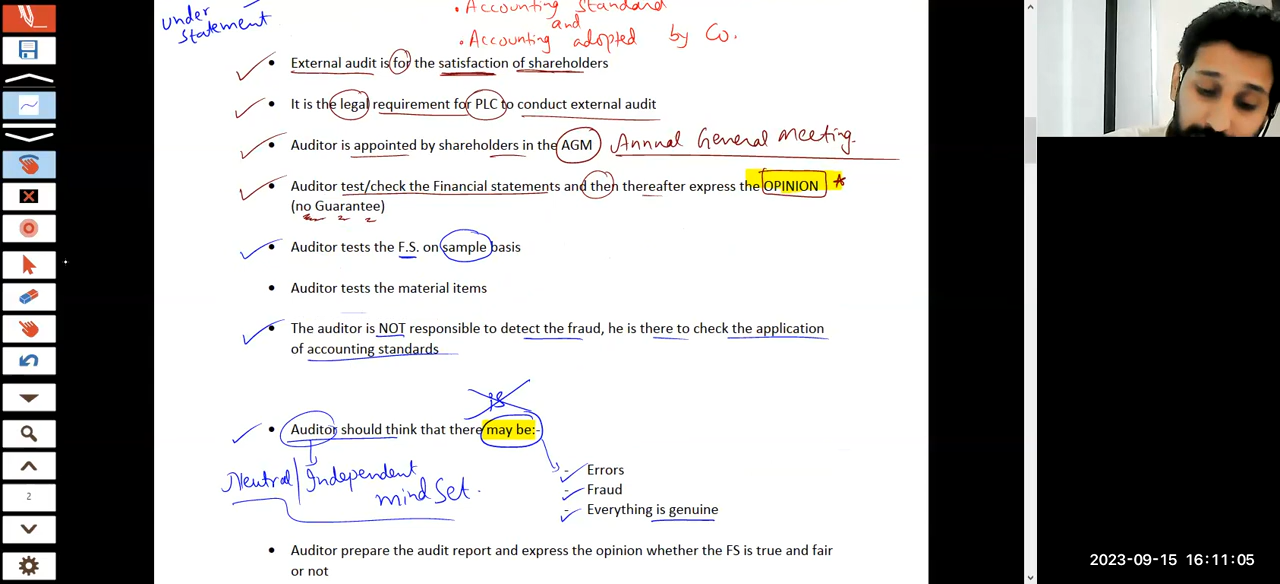 under
Statement
• Accounting Standard
and
• Accounting adopted by Co.
• External audit is for the satisfaction of shareholders
• It is the legal requirement for PLC to conduct external audit
• Auditor is appointed by shareholders in the AGM Annual General Meeting.
• Auditor test/check the Financial statements and then thereafter express the OPINION *
(no Guarantee)
• Auditor tests the F.S. on sample basis
• Auditor tests the material items
• The auditor is NOT responsible to detect the fraud, he is there to check the application
of accounting standards
is
• Auditor should think that there may be:-
Neutral | Independent
mind Set.
- Errors
- Fraud
- Everything is genuine
• Auditor prepare the audit report and express the opinion whether the FS is true and fair
or not
2
2023-09-15 16:11:05